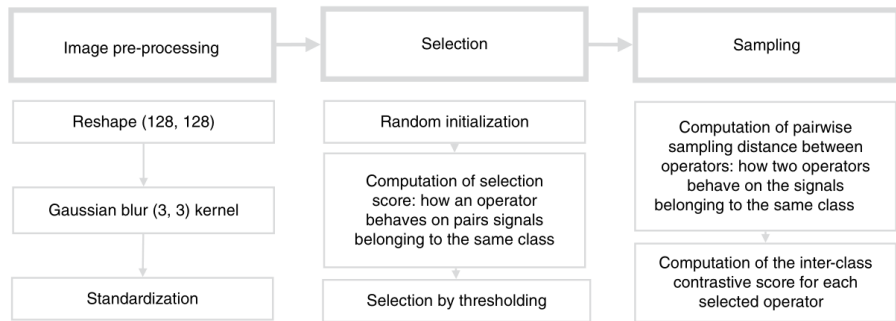 Image pre-processing
Selection
Sampling
Reshape (128, 128)
Gaussian blur (3, 3) kernel
Standardization
Random initialization
Computation of selection
score: how an operator
behaves on pairs signals
belonging to the same class
Selection by thresholding
Computation of pairwise
sampling distance between
operators: how two operators
behave on the signals
belonging to the same class
Computation of the inter-class
contrastive score for each
selected operator